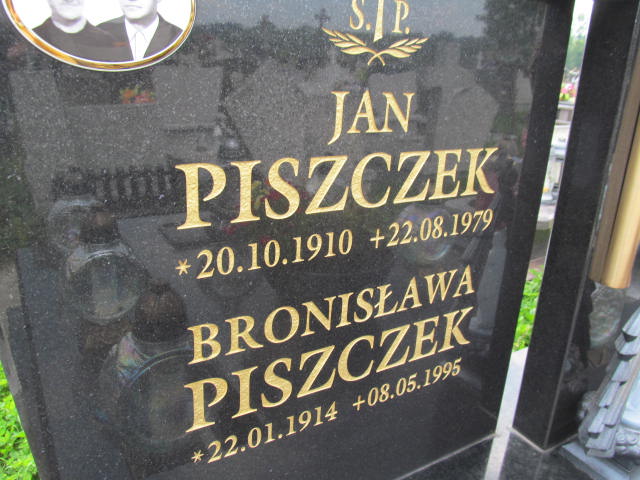 Ś.P.
JAN
PISZCZEK
*20.10.1910 +22.08.1979
BRONISŁAWA
PISZCZEK
*22.01.1914 +08.05.1995